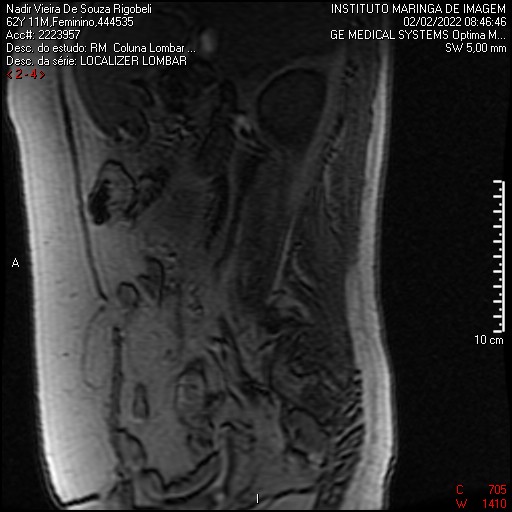 Nadir Vieira De Souza Rigobeli
62Y 11M,Feminino,444535
Acc#: 2223957
Desc. do estudo: RM Coluna Lombar ...
Desc. da série: LOCALIZER LOMBAR
< 2 - 4 >
INSTITUTO MARINGA DE IMAGEM
02/02/2022 08:46:46
GE MEDICAL SYSTEMS Optima M...
SW 5,00 mm
A
10 cm
I
C 705
W 1410